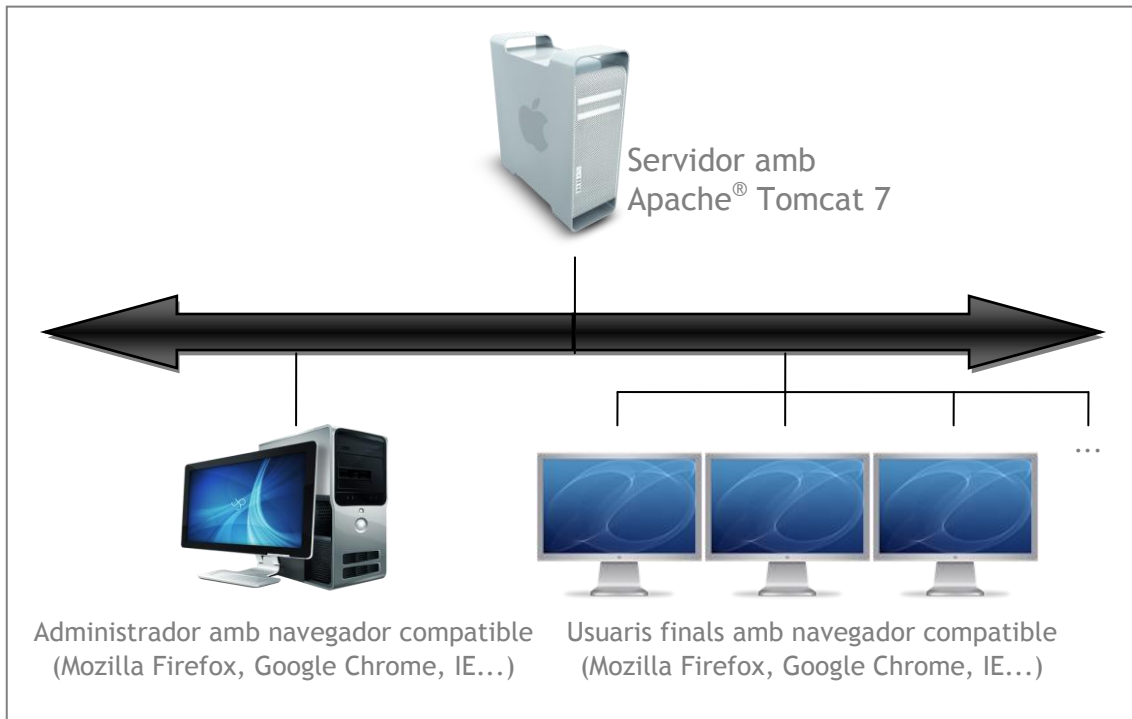 Servidor amb
Apache® Tomcat 7
...
Administrador amb navegador compatible
(Mozilla Firefox, Google Chrome, IE...)
Usuaris finals amb navegador compatible
(Mozilla Firefox, Google Chrome, IE...)